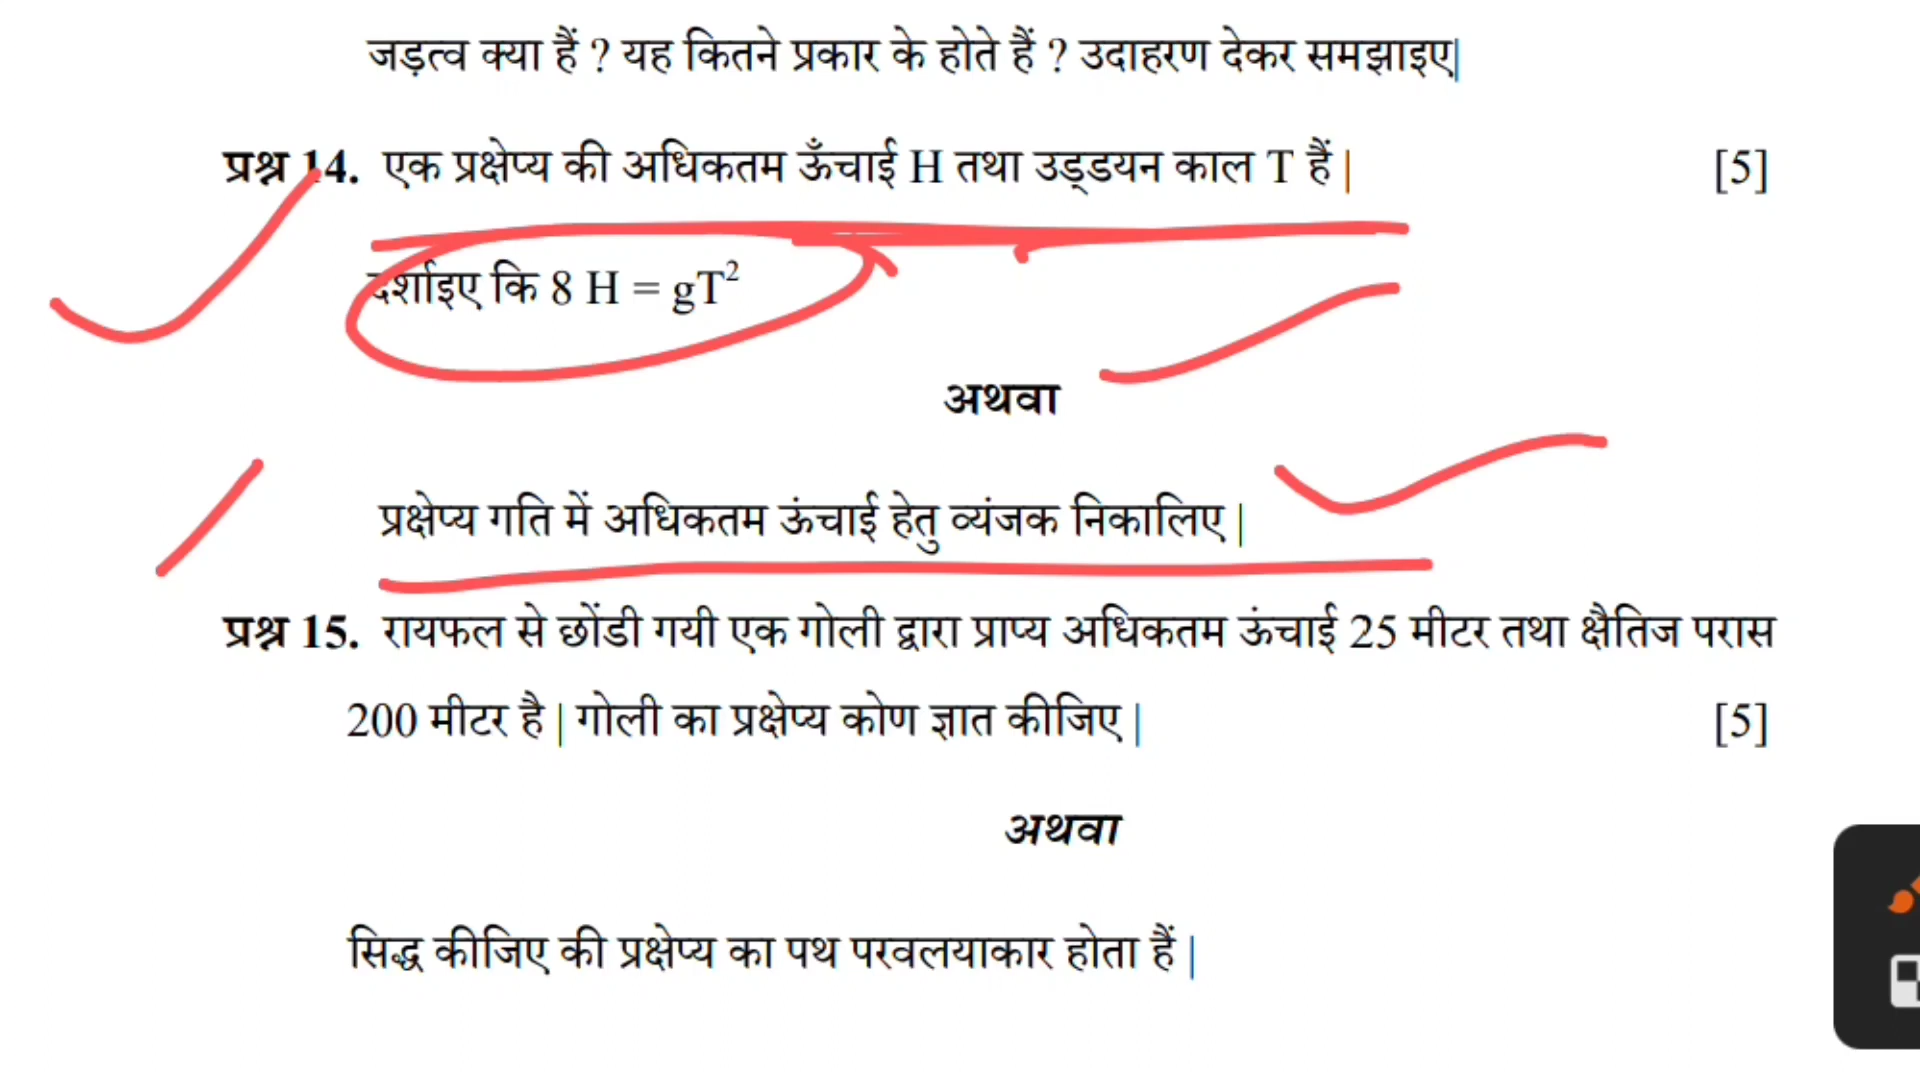 जड़त्व क्या हैं ? यह कितने प्रकार के होते हैं ? उदाहरण देकर समझाइए|
प्रश्न 14. एक प्रक्षेप्य की अधिकतम ऊँचाई H तथा उड्डयन काल T हैं | [5]
दर्शाइए कि 8 H = gT²
अथवा
प्रक्षेप्य गति में अधिकतम ऊंचाई हेतु व्यंजक निकालिए |
प्रश्न 15. रायफल से छोंडी गयी एक गोली द्वारा प्राप्य अधिकतम ऊंचाई 25 मीटर तथा क्षैतिज परास
200 मीटर है | गोली का प्रक्षेप्य कोण ज्ञात कीजिए | [5]
अथवा
सिद्ध कीजिए की प्रक्षेप्य का पथ परवलयाकार होता हैं |